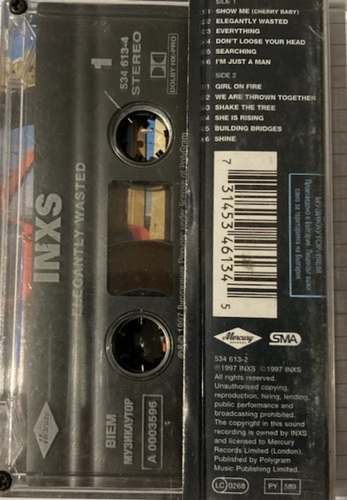 SIDE 1
1 SHOW ME (CHERRY BABY)
2 ELEGANTLY WASTED
3 EVERYTHING
4 DON'T LOOSE YOUR HEAD
5 SEARCHING
6 I'M JUST A MAN
SIDE 2
1 GIRL ON FIRE
2 WE ARE THROWN TOGETHER
3 SHAKE THE TREE
4 SHE IS RISING
5 BUILDING BRIDGES
6 SHINE
7 31453 46134 5
МУЗИКАУТОР/ПРОФОН
Mercury
SMA
534 613-2
℗ 1997 INXS © 1997 INXS
All rights reserved.
Unauthorised copying,
reproduction, hiring, lending,
public performance and
broadcasting prohibited.
The copyright in this sound
recording is owned by INXS
and licensed to Mercury
Records Limited (London).
Published by Polygram
Music Publishing Limited.
LC 0268
PY 589
1
534 613-4
STEREO
DOLBY HX-PRO
INXS
ELEGANTLY WASTED
Mercury
BIEM
МУЗИКАУТОР
A 0003596